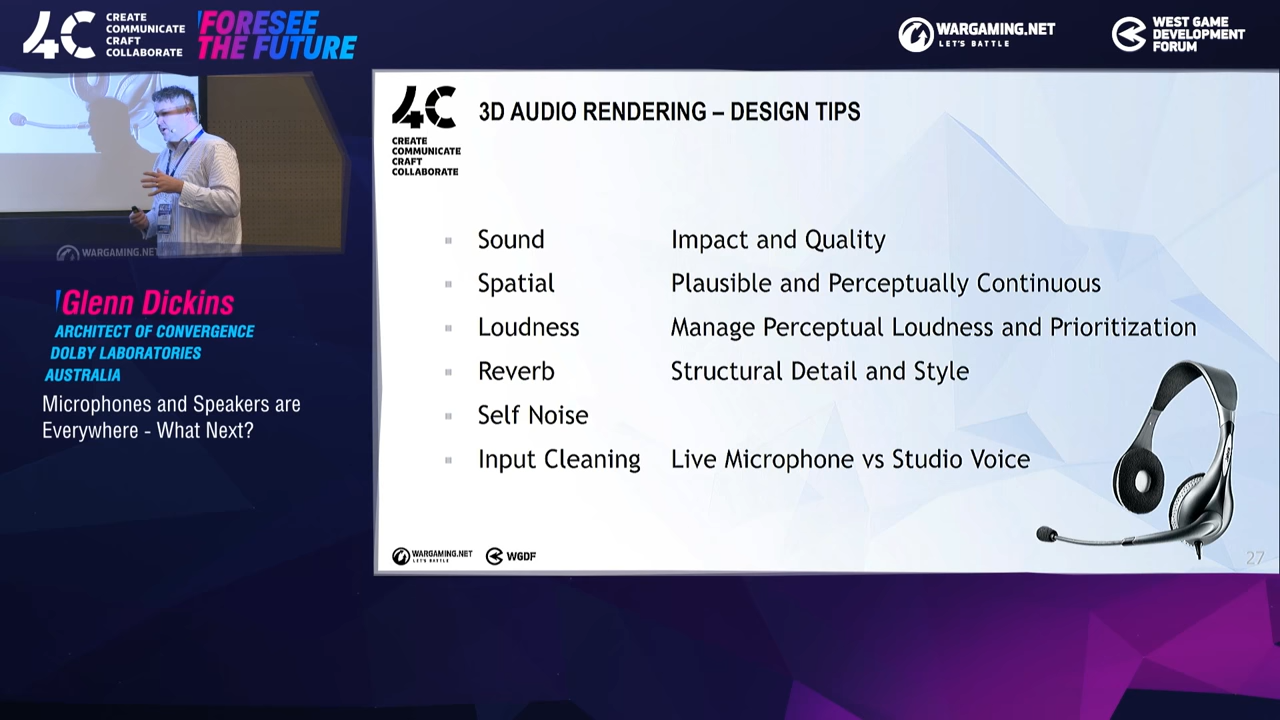 4C
CREATE
COMMUNICATE
CRAFT
COLLABORATE
FORESEE
THE FUTURE
WARGAMING.NET
LET'S BATTLE
WEST GAME
DEVELOPMENT
FORUM
WARGAMING.NET
Glenn Dickins
ARCHITECT OF CONVERGENCE
DOLBY LABORATORIES
AUSTRALIA
Microphones and Speakers are
Everywhere - What Next?
4C
CREATE
COMMUNICATE
CRAFT
COLLABORATE
3D AUDIO RENDERING – DESIGN TIPS
Sound Impact and Quality
Spatial Plausible and Perceptually Continuous
Loudness Manage Perceptual Loudness and Prioritization
Reverb Structural Detail and Style
Self Noise
Input Cleaning Live Microphone vs Studio Voice
WARGAMING.NET
LET'S BATTLE
WGDF
27